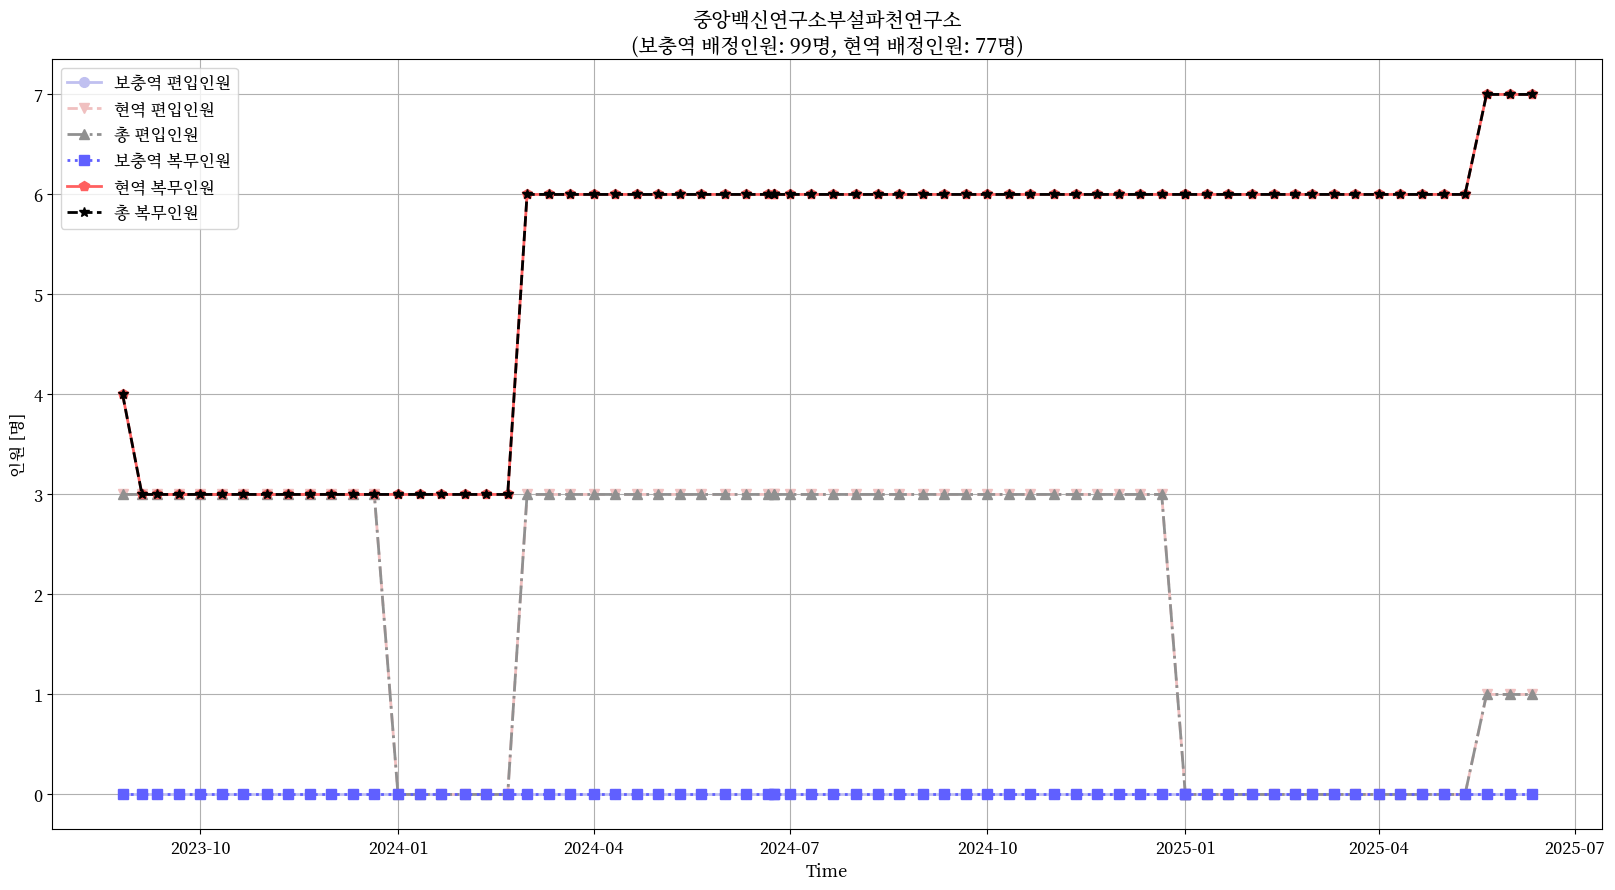 중앙백신연구소부설파천연구소
(보충역 배정인원: 99명, 현역 배정인원: 77명)
보충역 편입인원
현역 편입인원
총 편입인원
보충역 복무인원
현역 복무인원
총 복무인원
인원 [명]
7
6
5
4
3
2
1
0
2023-10
2024-01
2024-04
2024-07
2024-10
2025-01
2025-04
2025-07
Time